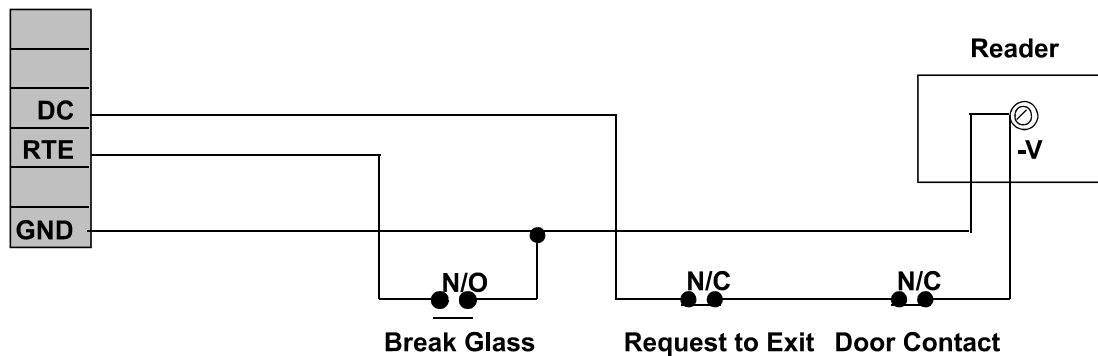 Reader
DC
RTE
-V
GND
N/O
N/C
N/C
Break Glass
Request to Exit
Door Contact